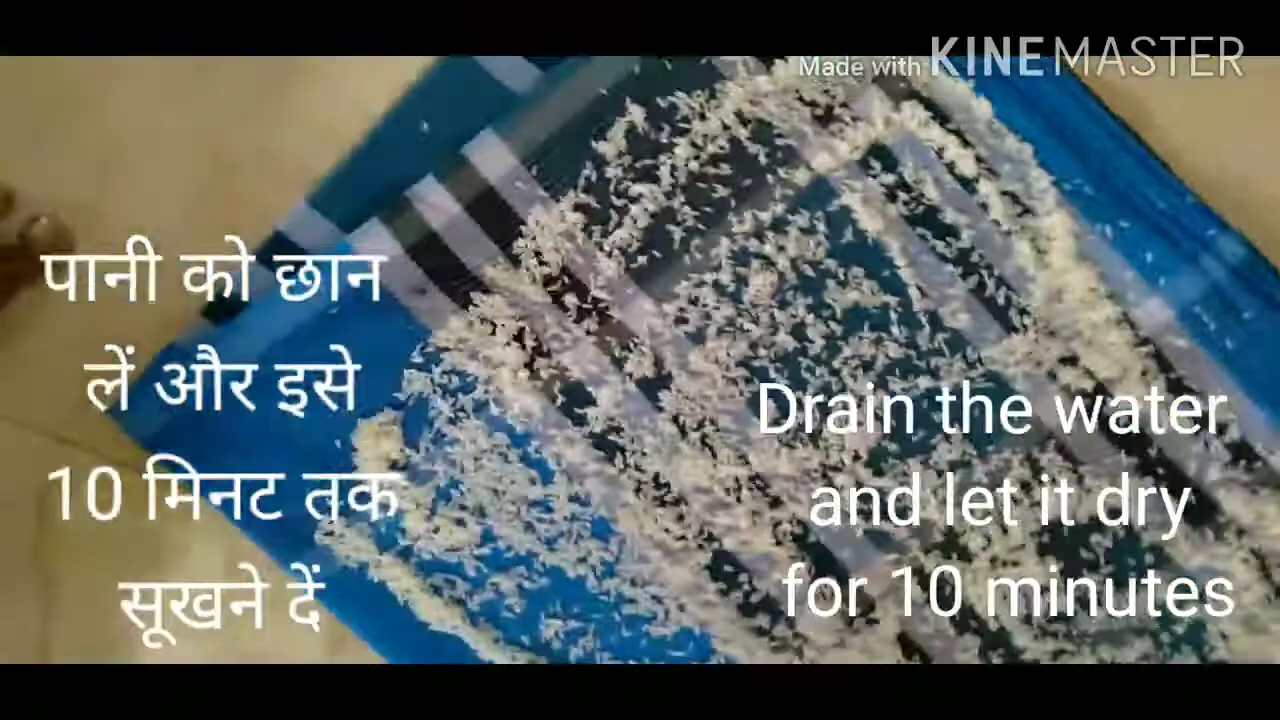 Made with KINEMASTER
पानी को छान
लें और इसे
10 मिनट तक
सूखने दें
Drain the water
and let it dry
for 10 minutes